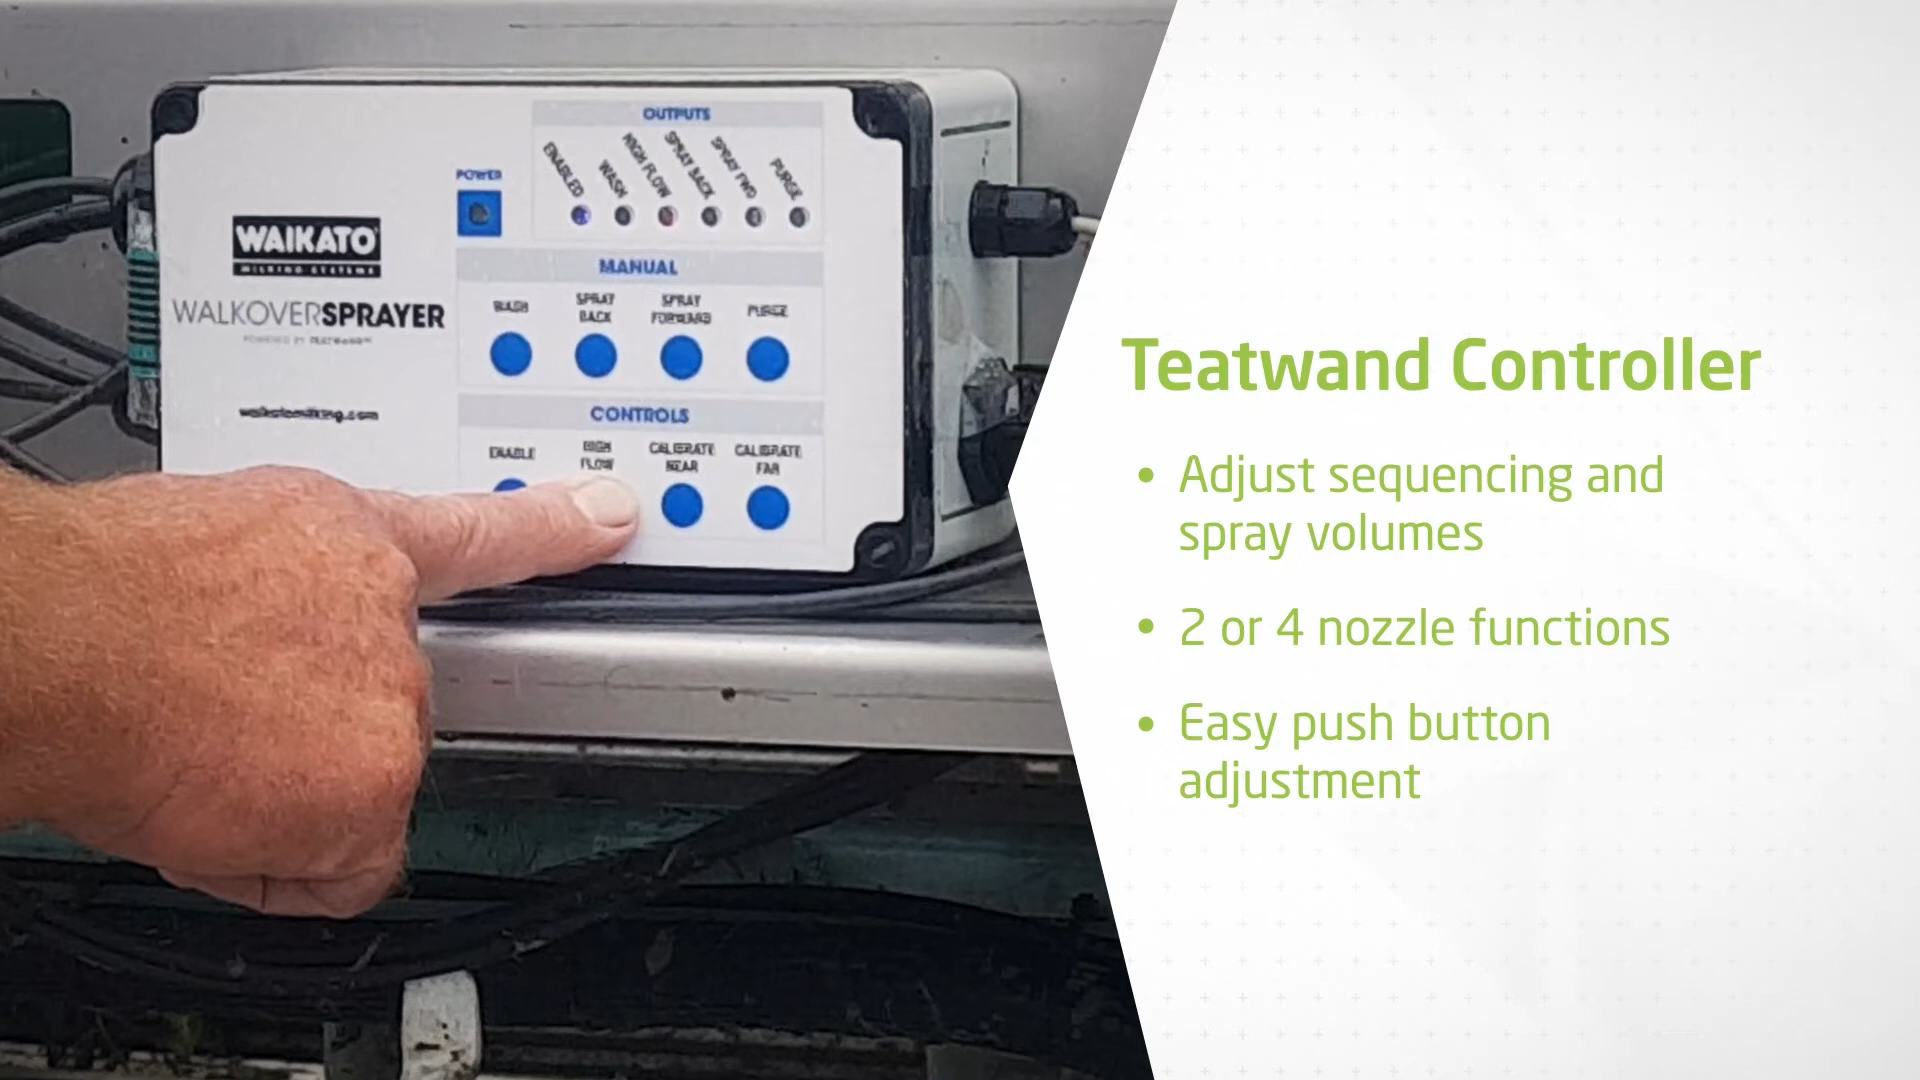 OUTPUTS
ENABLED
WASH
HIGH FLOW
SPRAY BACK
SPRAY FWD
PURGE
POWER
WAIKATO
MILKING SYSTEMS
WALKOVERSPRAYER
waikatomilking.com
MANUAL
WASH
SPRAY
BACK
SPRAY
FORWARD
PURGE
CONTROLS
ENABLE
HIGH
FLOW
CALIBRATE
NEAR
CALIBRATE
FAR
Teatwand Controller
• Adjust sequencing and
spray volumes
• 2 or 4 nozzle functions
• Easy push button
adjustment